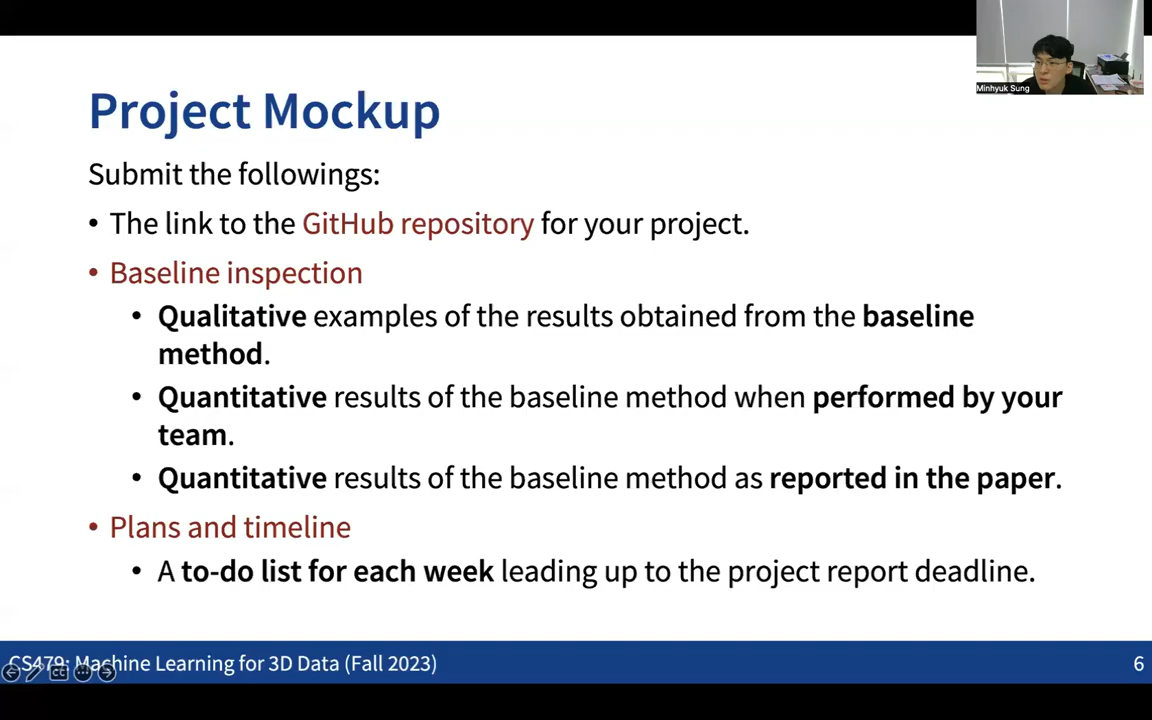 Minhyuk Sung
Project Mockup
Submit the followings:
• The link to the GitHub repository for your project.
• Baseline inspection
• Qualitative examples of the results obtained from the baseline
method.
• Quantitative results of the baseline method when performed by your
team.
• Quantitative results of the baseline method as reported in the paper.
• Plans and timeline
• A to-do list for each week leading up to the project report deadline.
CS479: Machine Learning for 3D Data (Fall 2023)
6